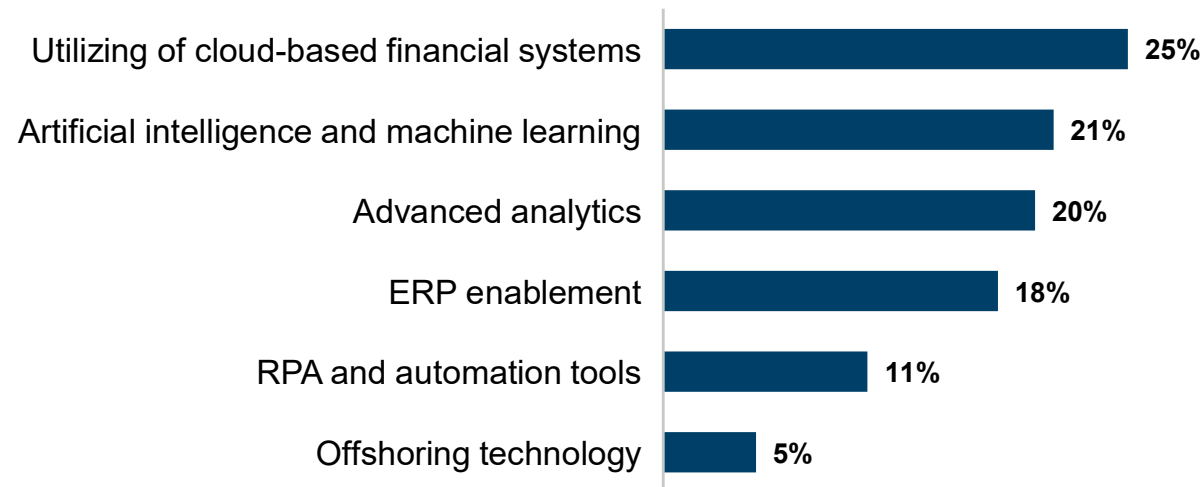 Utilizing of cloud-based financial systems 25%
Artificial intelligence and machine learning 21%
Advanced analytics 20%
ERP enablement 18%
RPA and automation tools 11%
Offshoring technology 5%